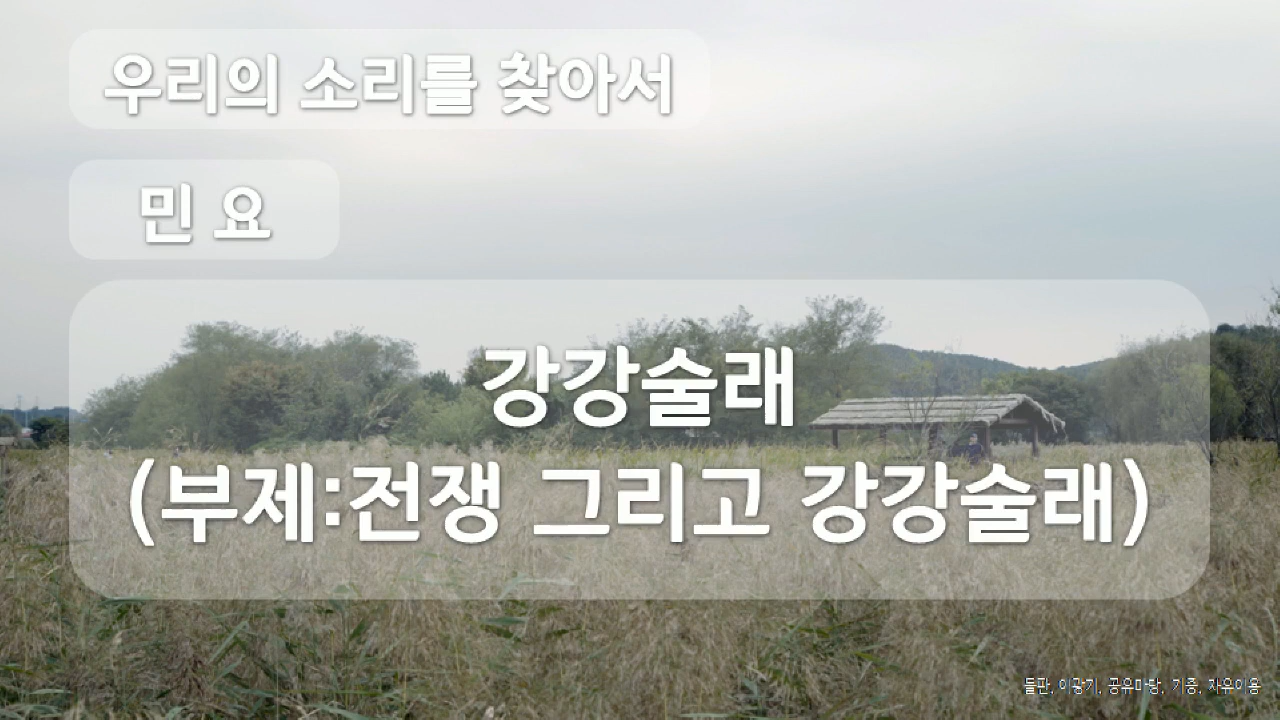 우리의 소리를 찾아서
민 요
강강술래
(부제:전쟁 그리고 강강술래)
들판, 이광기, 공유마당, 기증, 자유이용